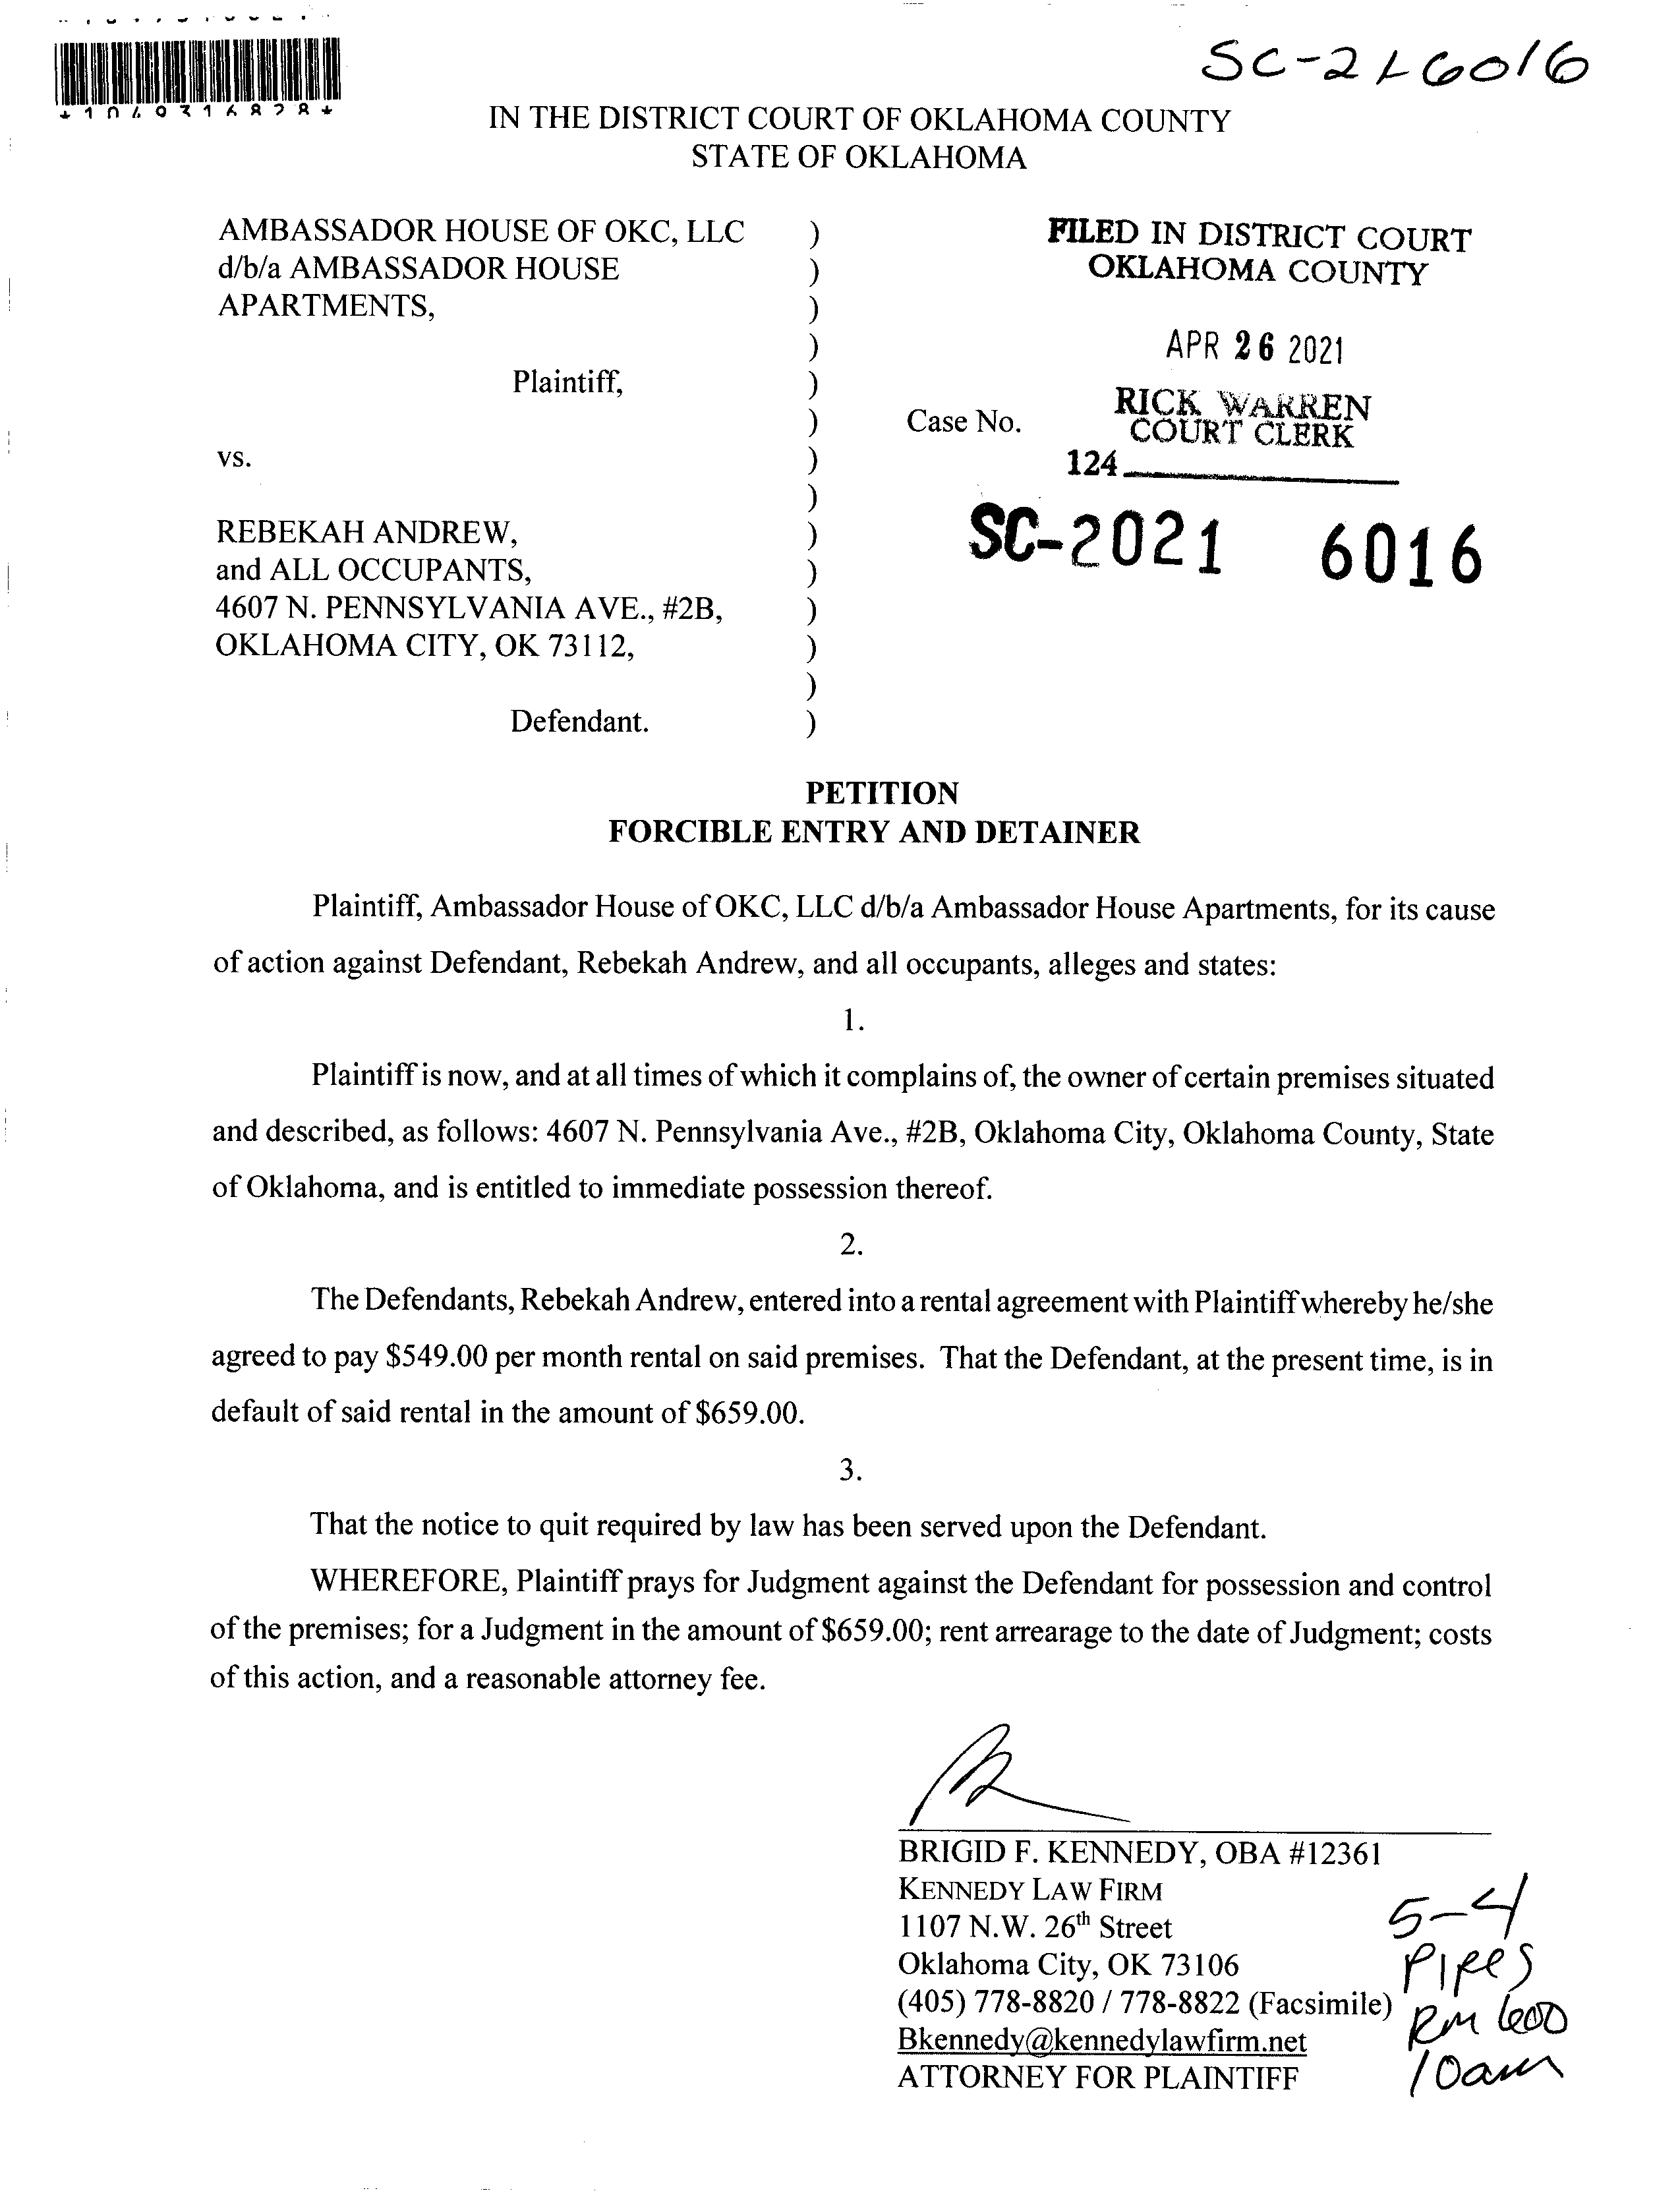 SC-21-6016
*1049316828*
IN THE DISTRICT COURT OF OKLAHOMA COUNTY
STATE OF OKLAHOMA
AMBASSADOR HOUSE OF OKC, LLC )
d/b/a AMBASSADOR HOUSE )
APARTMENTS, )
)
Plaintiff, )
)
vs. )
)
REBEKAH ANDREW, )
and ALL OCCUPANTS, )
4607 N. PENNSYLVANIA AVE., #2B, )
OKLAHOMA CITY, OK 73112, )
)
Defendant. )
FILED IN DISTRICT COURT
OKLAHOMA COUNTY
APR 26 2021
RICK WARREN
COURT CLERK
Case No.
124
SC-2021 6016
PETITION
FORCIBLE ENTRY AND DETAINER
Plaintiff, Ambassador House of OKC, LLC d/b/a Ambassador House Apartments, for its cause
of action against Defendant, Rebekah Andrew, and all occupants, alleges and states:
1.
Plaintiff is now, and at all times of which it complains of, the owner of certain premises situated
and described, as follows: 4607 N. Pennsylvania Ave., #2B, Oklahoma City, Oklahoma County, State
of Oklahoma, and is entitled to immediate possession thereof.
2.
The Defendants, Rebekah Andrew, entered into a rental agreement with Plaintiff whereby he/she
agreed to pay $549.00 per month rental on said premises. That the Defendant, at the present time, is in
default of said rental in the amount of $659.00.
3.
That the notice to quit required by law has been served upon the Defendant.
WHEREFORE, Plaintiff prays for Judgment against the Defendant for possession and control
of the premises; for a Judgment in the amount of $659.00; rent arrearage to the date of Judgment; costs
of this action, and a reasonable attorney fee.
BRIGID F. KENNEDY, OBA #12361
KENNEDY LAW FIRM
1107 N.W. 26th Street
Oklahoma City, OK 73106
(405) 778-8820 / 778-8822 (Facsimile)
Bkennedy@kennedylawfirm.net
ATTORNEY FOR PLAINTIFF
5-4
Pipes
RM 600
10am